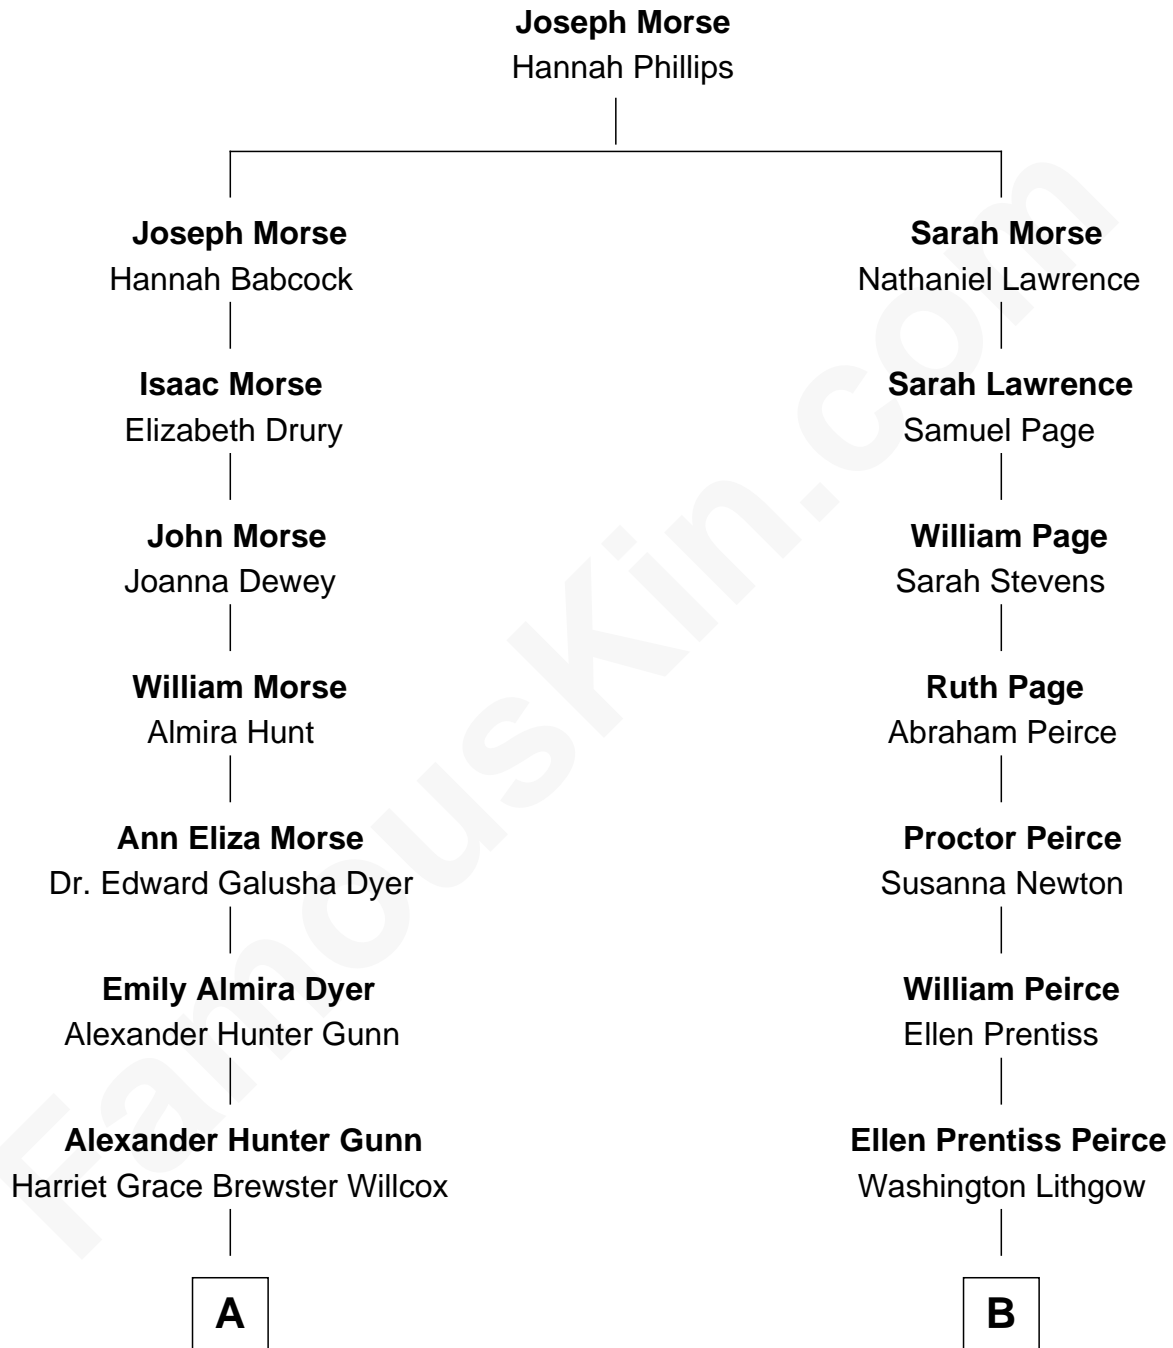 Joseph Morse
Hannah Phillips
Joseph Morse
Hannah Babcock
Sarah Morse
Nathaniel Lawrence
Isaac Morse
Elizabeth Drury
Sarah Lawrence
Samuel Page
John Morse
Joanna Dewey
William Page
Sarah Stevens
William Morse
Almira Hunt
Ruth Page
Abraham Peirce
Ann Eliza Morse
Dr. Edward Galusha Dyer
Proctor Peirce
Susanna Newton
Emily Almira Dyer
Alexander Hunter Gunn
William Peirce
Ellen Prentiss
Alexander Hunter Gunn
Harriet Grace Brewster Willcox
Ellen Prentiss Peirce
Washington Lithgow
A
B
FamousKin.com